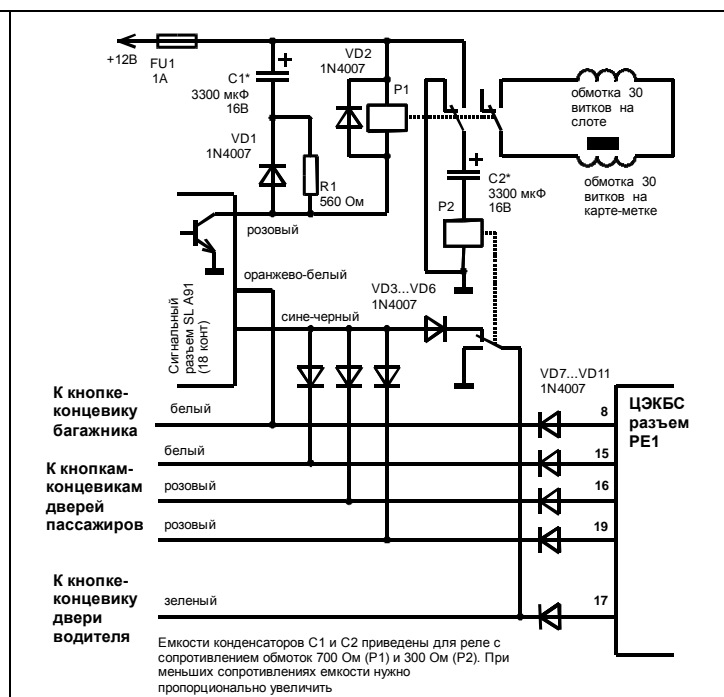 +12В
FU1
1А
C1*
3300 мкФ
16В
VD2
1N4007
P1
обмотка 30
витков на
слоте
VD1
1N4007
R1
560 Ом
C2*
3300 мкФ
16В
P2
обмотка 30
витков на
карте-метке
розовый
оранжево-белый
Сигнальный
разъем SL A91
(18 конт)
сине-черный
VD3...VD6
1N4007
VD7...VD11
1N4007
ЦЭКБС
разъем
PE1
К кнопке-
концевику
багажника
белый
8
белый
15
К кнопкам-
концевикам
дверей
пассажиров
розовый
16
розовый
19
К кнопке-
концевику
двери
водителя
зеленый
17
Емкости конденсаторов С1 и С2 приведены для реле с
сопротивлением обмоток 700 Ом (Р1) и 300 Ом (Р2). При
меньших сопротивлениях емкости нужно
пропорционально увеличить